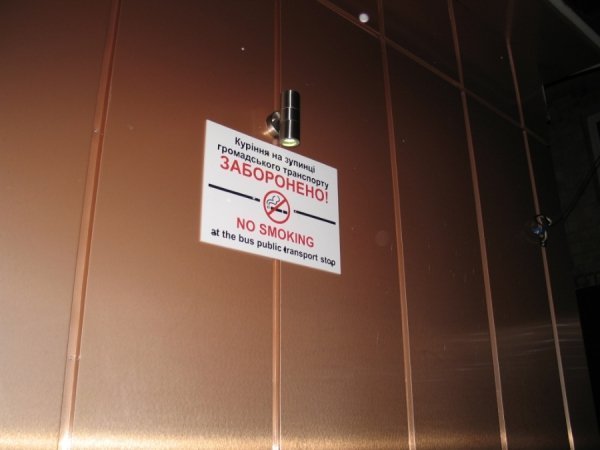 Куріння на зупинці
громадського транспорту
ЗАБОРОНЕНО!
NO SMOKING
at the bus public transport stop